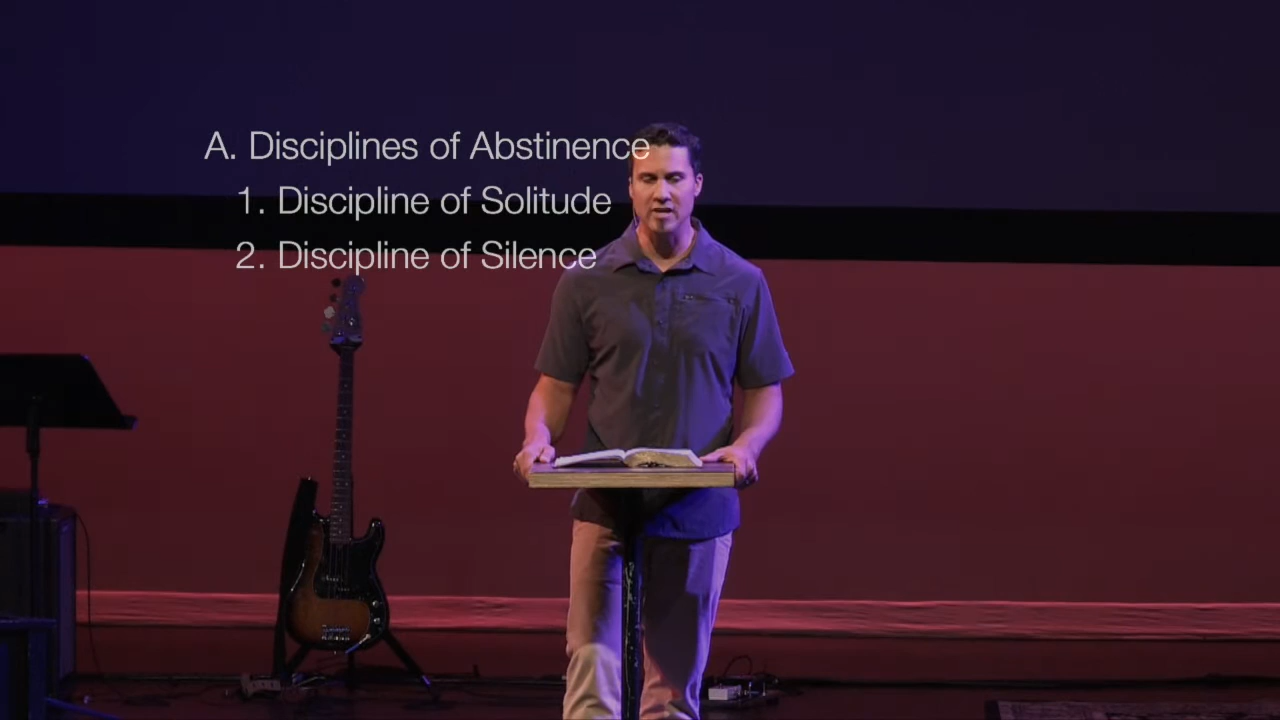 A. Disciplines of Abstinence
1. Discipline of Solitude
2. Discipline of Silence